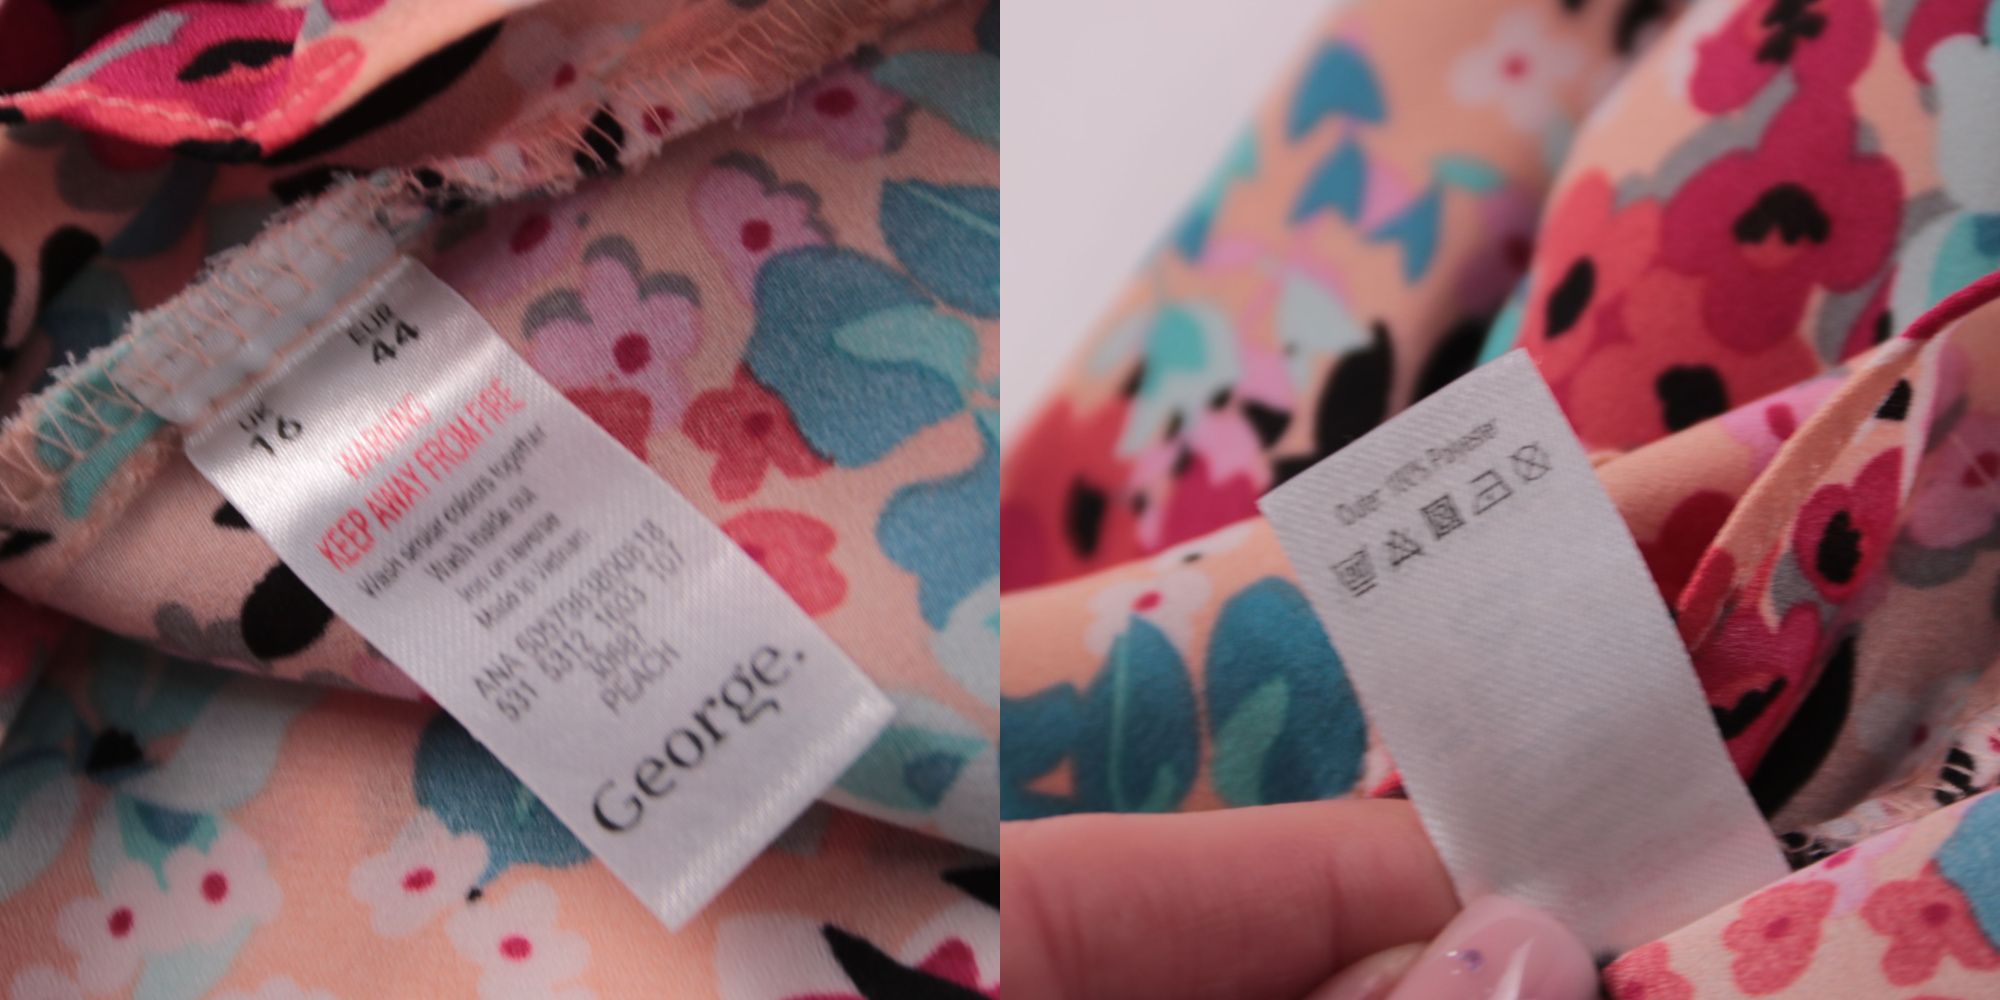 UK
16
EUR
44
WARNING
KEEP AWAY FROM FIRE
Wash similar colours together
Wash inside out
Iron on reverse
Made in Vietnam
ANA 5057963800618
531 5312 1603 107
30687
PEACH
George.
Outer 100% Polyester